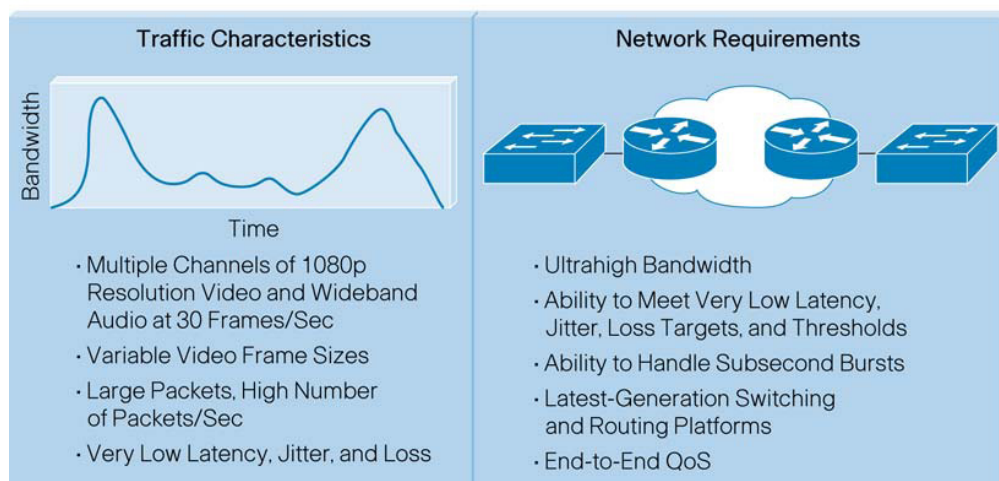 Traffic Characteristics
Bandwidth
Time
· Multiple Channels of 1080p
Resolution Video and Wideband
Audio at 30 Frames/Sec
· Variable Video Frame Sizes
· Large Packets, High Number
of Packets/Sec
· Very Low Latency, Jitter, and Loss
Network Requirements
· Ultrahigh Bandwidth
· Ability to Meet Very Low Latency,
Jitter, Loss Targets, and Thresholds
· Ability to Handle Subsecond Bursts
· Latest-Generation Switching
and Routing Platforms
· End-to-End QoS